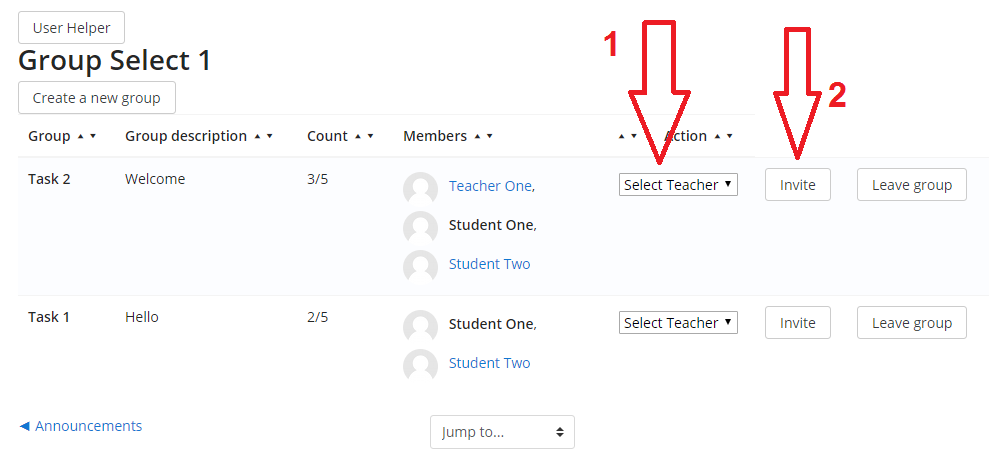 User Helper
Group Select 1
1
2
Create a new group
Group Group description Count Members Action
Task 2 Welcome 3/5 Teacher One, Select Teacher Invite Leave group
Student One,
Student Two
Task 1 Hello 2/5 Student One, Select Teacher Invite Leave group
Student Two
◄ Announcements Jump to...